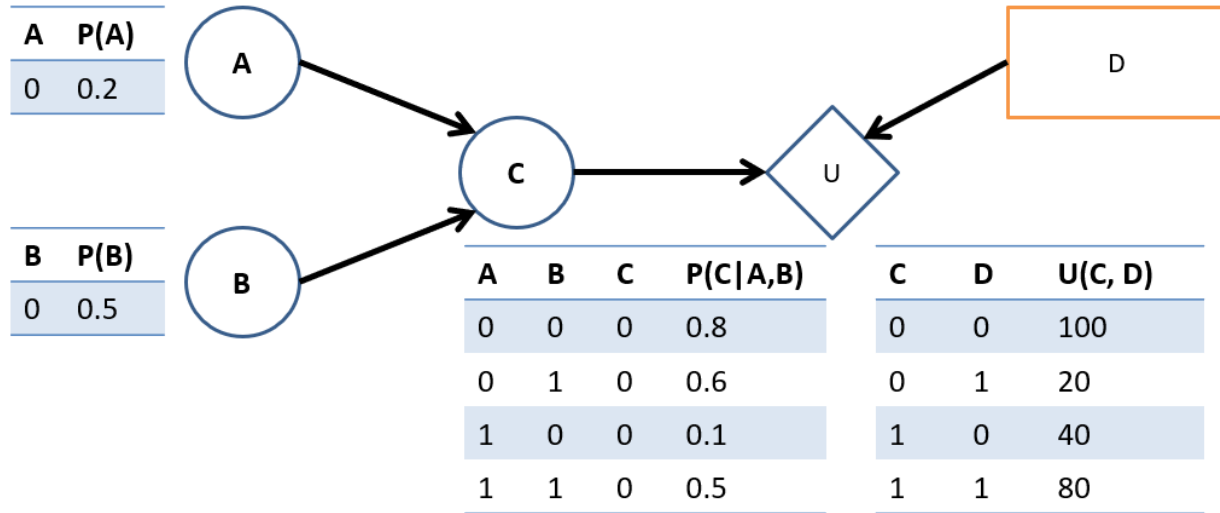 A P(A)
0 0.2
A
D
C
U
B P(B)
0 0.5
B
A B C P(C|A,B)
0 0 0 0.8
0 1 0 0.6
1 0 0 0.1
1 1 0 0.5
C D U(C, D)
0 0 100
0 1 20
1 0 40
1 1 80